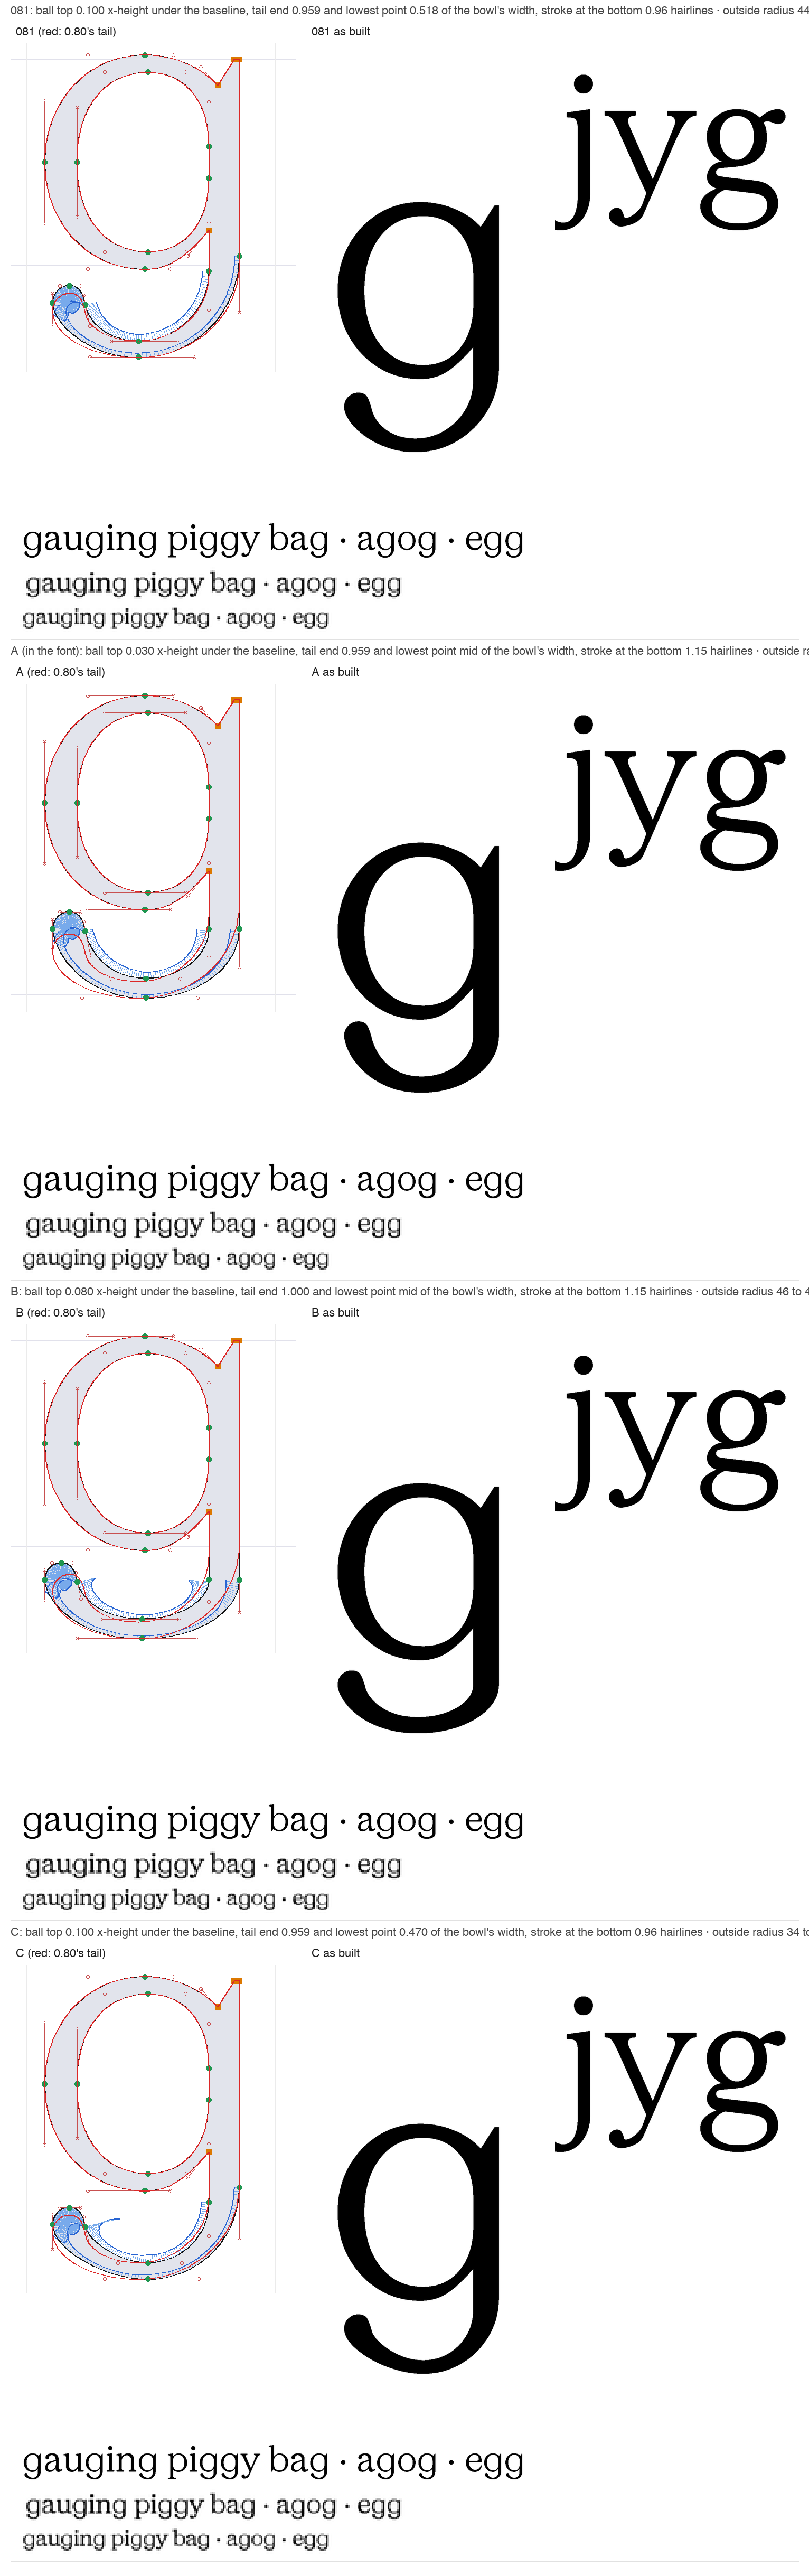 081: ball top 0.100 x-height under the baseline, tail end 0.959 and lowest point 0.518 of the bowl's width, stroke at the bottom 0.96 hairlines · outside radius 44
081 (red: 0.80's tail)
081 as built
jyg
g
g
gauging piggy bag · agog · egg
gauging piggy bag · agog · egg
gauging piggy bag · agog · egg
A (in the font): ball top 0.030 x-height under the baseline, tail end 0.959 and lowest point mid of the bowl's width, stroke at the bottom 1.15 hairlines · outside
A (red: 0.80's tail)
A as built
jyg
g
g
gauging piggy bag · agog · egg
gauging piggy bag · agog · egg
gauging piggy bag · agog · egg
B: ball top 0.080 x-height under the baseline, tail end 1.000 and lowest point mid of the bowl's width, stroke at the bottom 1.15 hairlines · outside radius 46 to
B (red: 0.80's tail)
B as built
jyg
g
g
gauging piggy bag · agog · egg
gauging piggy bag · agog · egg
gauging piggy bag · agog · egg
C: ball top 0.100 x-height under the baseline, tail end 0.959 and lowest point 0.470 of the bowl's width, stroke at the bottom 0.96 hairlines · outside radius 34
C (red: 0.80's tail)
C as built
jyg
g
g
gauging piggy bag · agog · egg
gauging piggy bag · agog · egg
gauging piggy bag · agog · egg